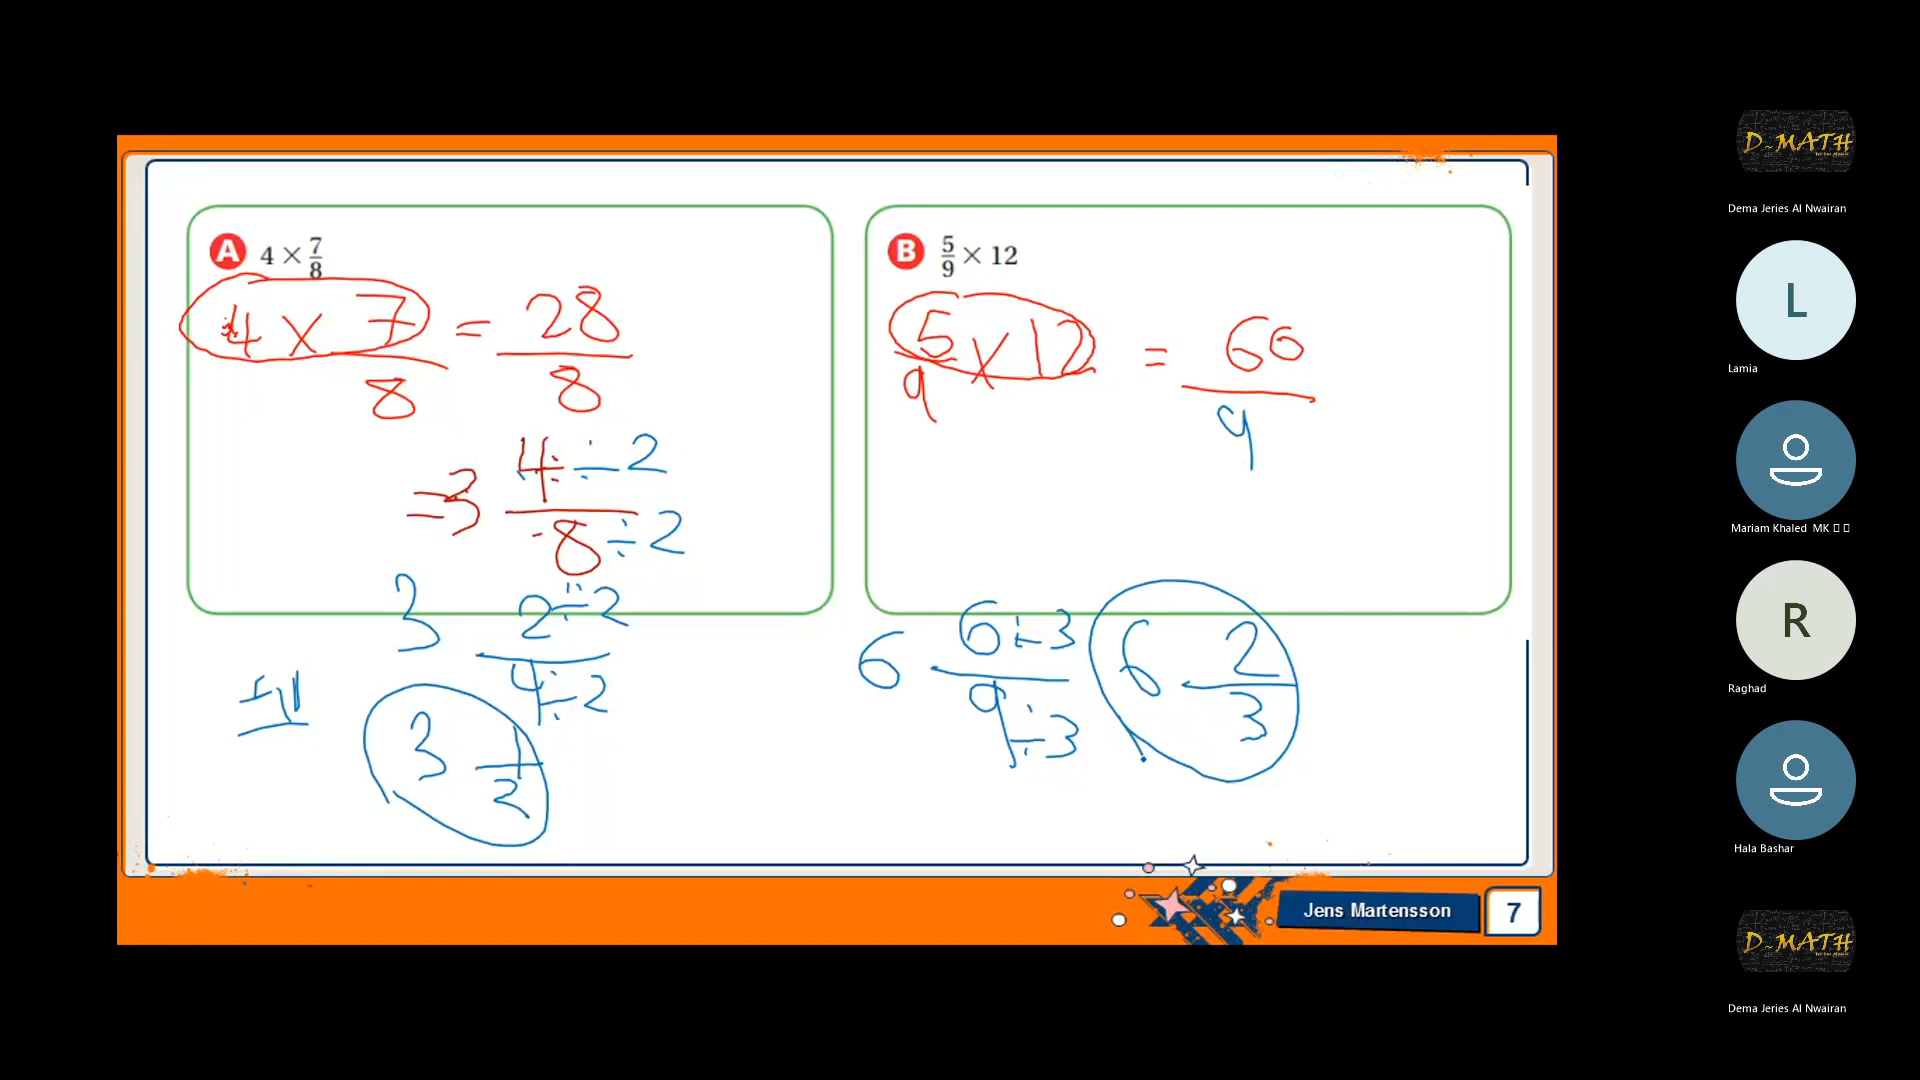 A 4 × 7/8
4 × 7/8 = 28/8
= 3 4÷2/8÷2
3 2÷2/4÷2
3 1/2
B 5/9 × 12
5/9 × 12 = 60/9
6 6÷3/9÷3
6 2/3
Jens Martensson
7
D-MATH
Dema Jeries Al Nwairan
L
Lamia
Mariam Khaled MK
R
Raghad
Hala Bashar
D-MATH
Dema Jeries Al Nwairan